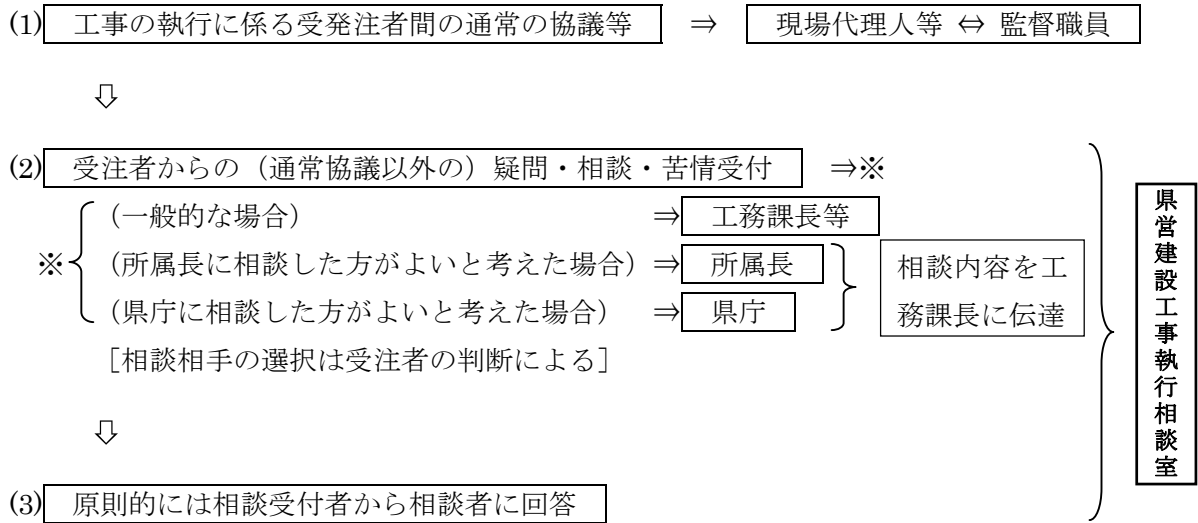 (1) 工事の執行に係る受発注者間の通常の協議等 ⇒ 現場代理人等 ⇔ 監督職員
⇩
(2) 受注者からの（通常協議以外の）疑問・相談・苦情受付 ⇒※
※ （一般的な場合） ⇒ 工務課長等
（所属長に相談した方がよいと考えた場合）⇒ 所属長
（県庁に相談した方がよいと考えた場合） ⇒ 県庁
相談内容を工
務課長に伝達
［相談相手の選択は受注者の判断による］
⇩
(3) 原則的には相談受付者から相談者に回答
県営建設工事執行相談室